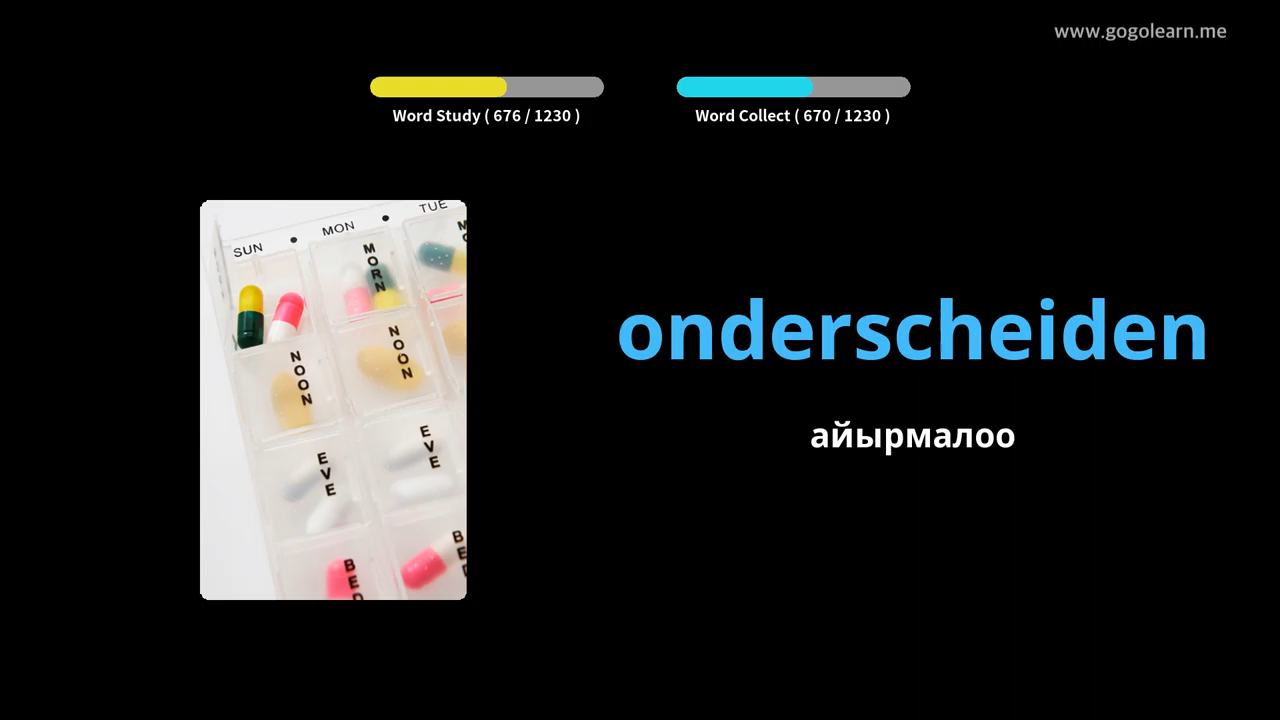 www.gogolearn.me
Word Study ( 676 / 1230 )
Word Collect ( 670 / 1230 )
SUN
MON
TUE
MORN
NOON
NOON
EVE
EVE
BED
onderscheiden
айырмалоо